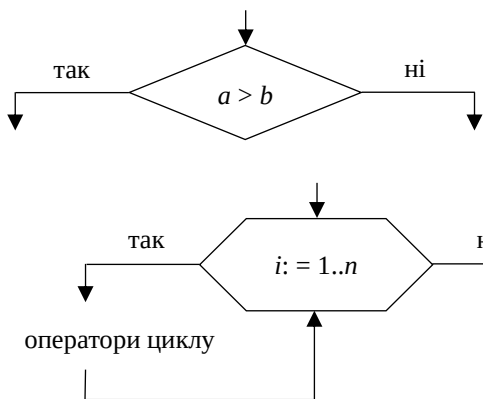 так
ні
a > b
так
i: = 1..n
оператори циклу